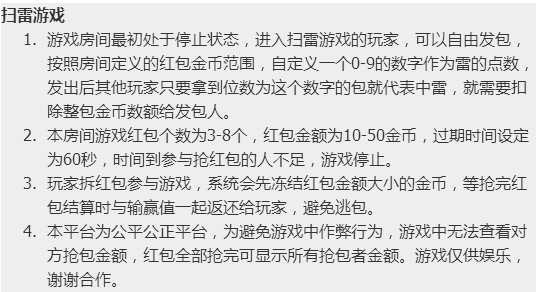 扫雷游戏
1. 游戏房间最初处于停止状态，进入扫雷游戏的玩家，可以自由发包，
按照房间定义的红包金币范围，自定义一个0-9的数字作为雷的点数，
发出后其他玩家只要拿到位数为这个数字的包就代表中雷，就需要扣
除整包金币数额给发包人。
2. 本房间游戏红包个数为3-8个，红包金额为10-50金币，过期时间设定
为60秒，时间到参与抢红包的人不足，游戏停止。
3. 玩家拆红包参与游戏，系统会先冻结红包金额大小的金币，等抢完红
包结算时与输赢值一起返还给玩家，避免逃包。
4. 本平台为公平公正平台，为避免游戏中作弊行为，游戏中无法查看对
方抢包金额，红包全部抢完可显示所有抢包者金额。游戏仅供娱乐，
谢谢合作。